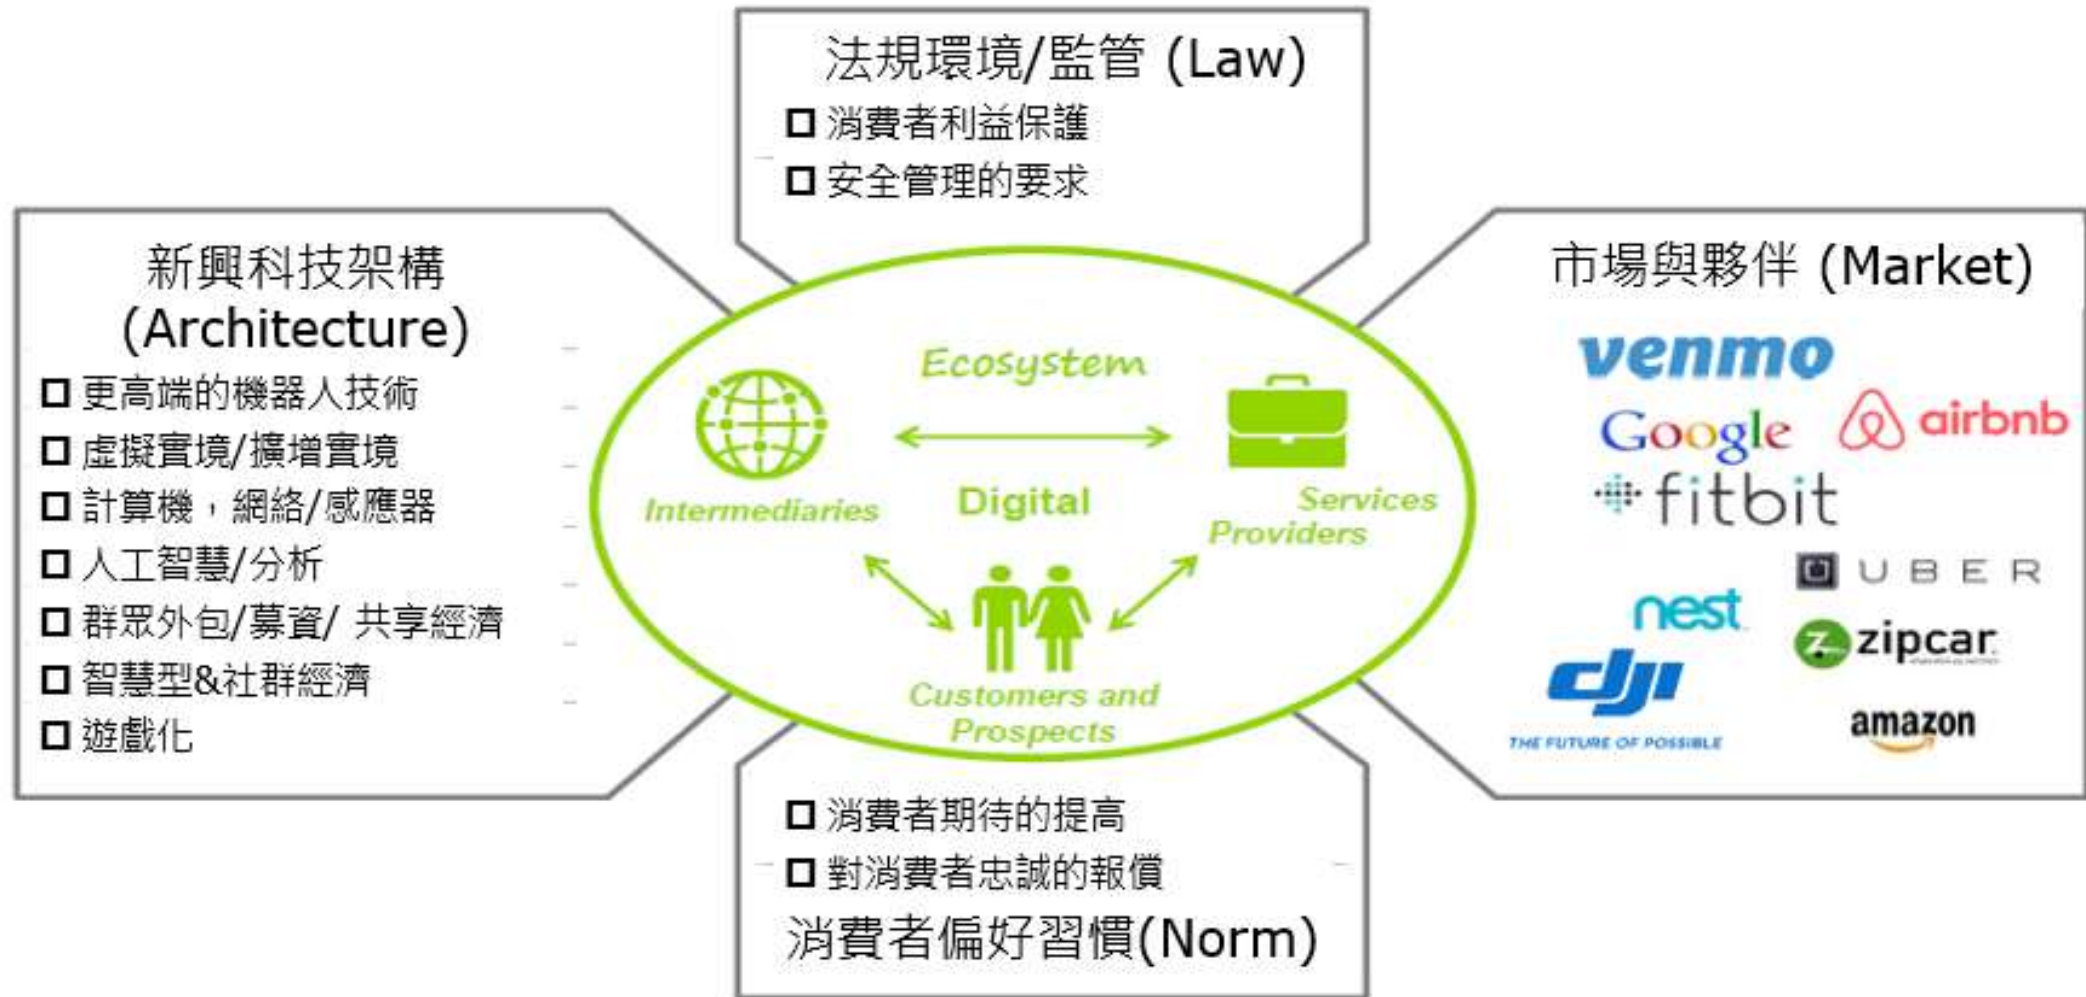 法規環境/監管 (Law)
消費者利益保護
安全管理的要求
新興科技架構
(Architecture)
更高端的機器人技術
虛擬實境/擴增實境
計算機，網絡/感應器
人工智慧/分析
群眾外包/募資/ 共享經濟
智慧型&社群經濟
遊戲化
Ecosystem
Intermediaries
Digital
Services
Providers
Customers and
Prospects
市場與夥伴 (Market)
venmo
Google
airbnb
fitbit
UBER
nest
zipcar
dji
THE FUTURE OF POSSIBLE
amazon
消費者期待的提高
對消費者忠誠的報償
消費者偏好習慣(Norm)